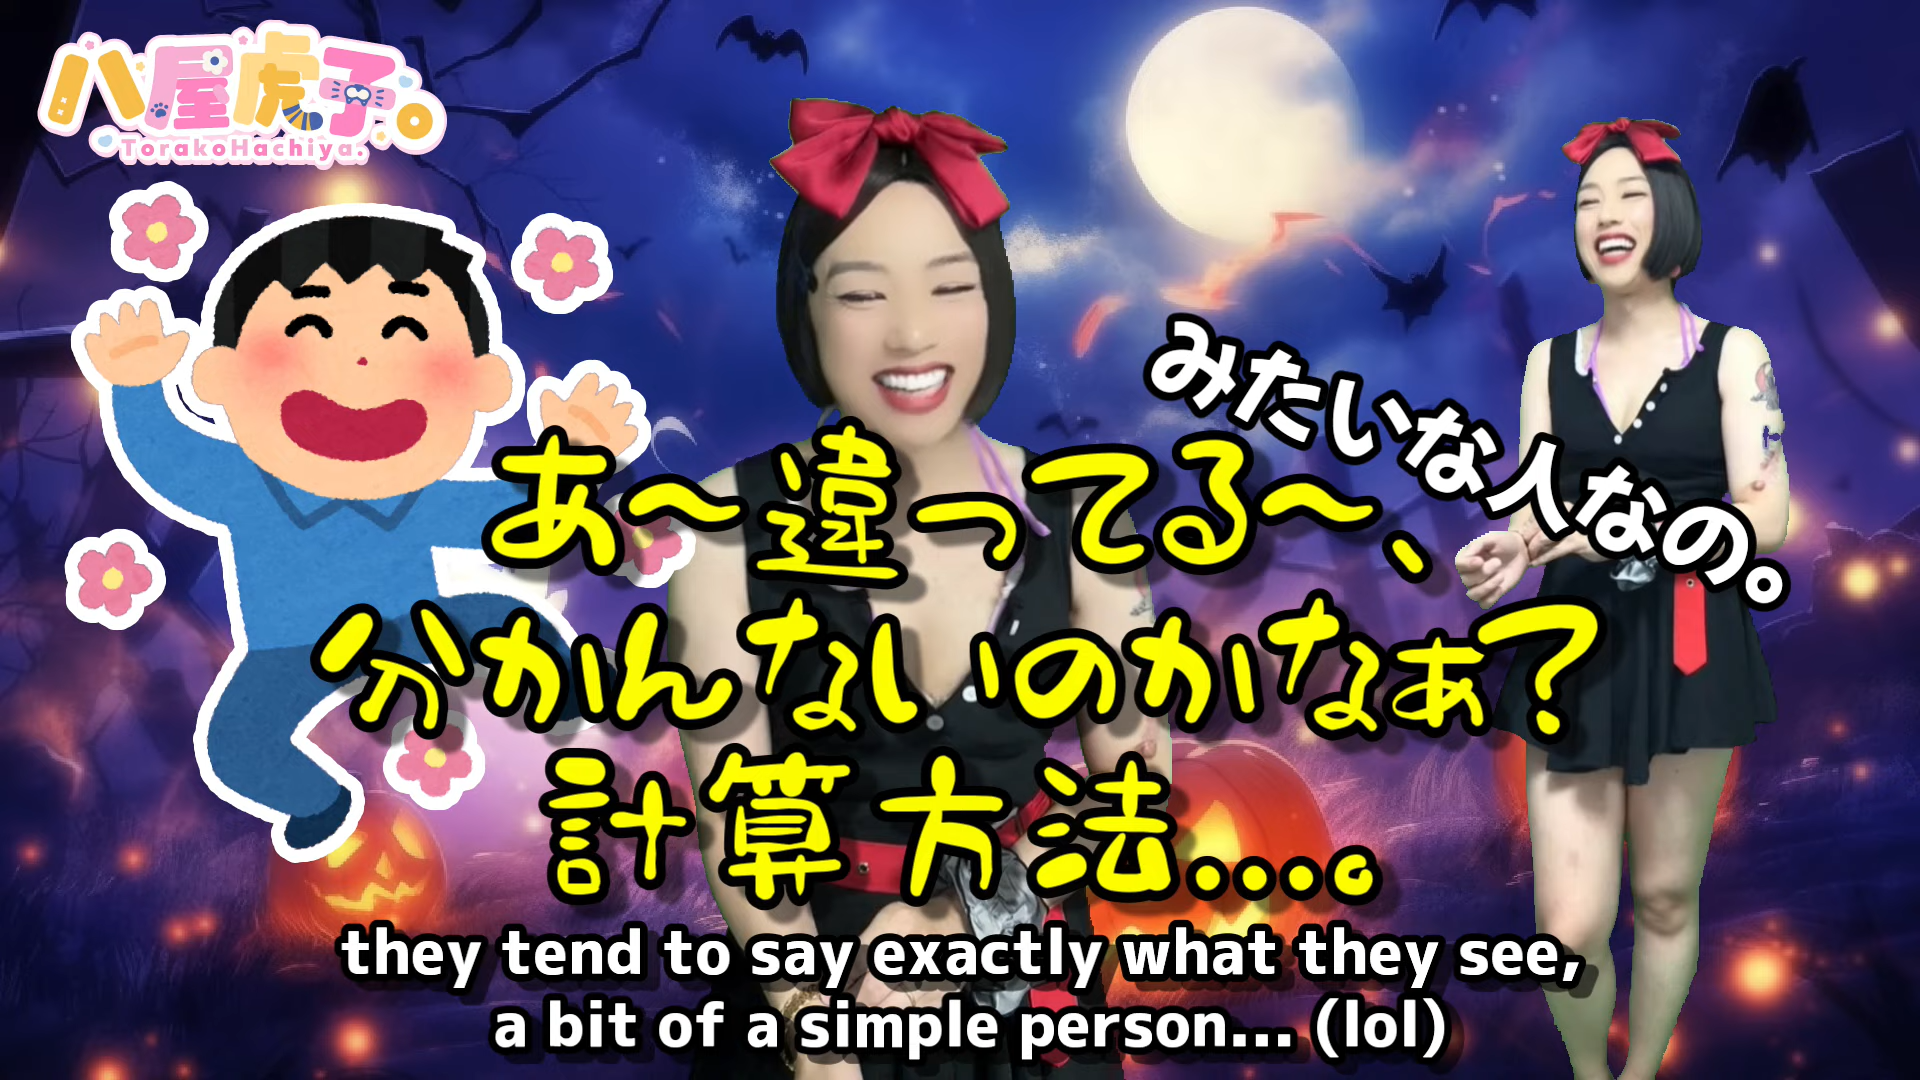 八屋虎子。
TorakoHachiya.
みたいな人なの。
あ〜違ってる〜、
分かんないのかなぁ?
計算方法…。
they tend to say exactly what they see,
a bit of a simple person... (lol)